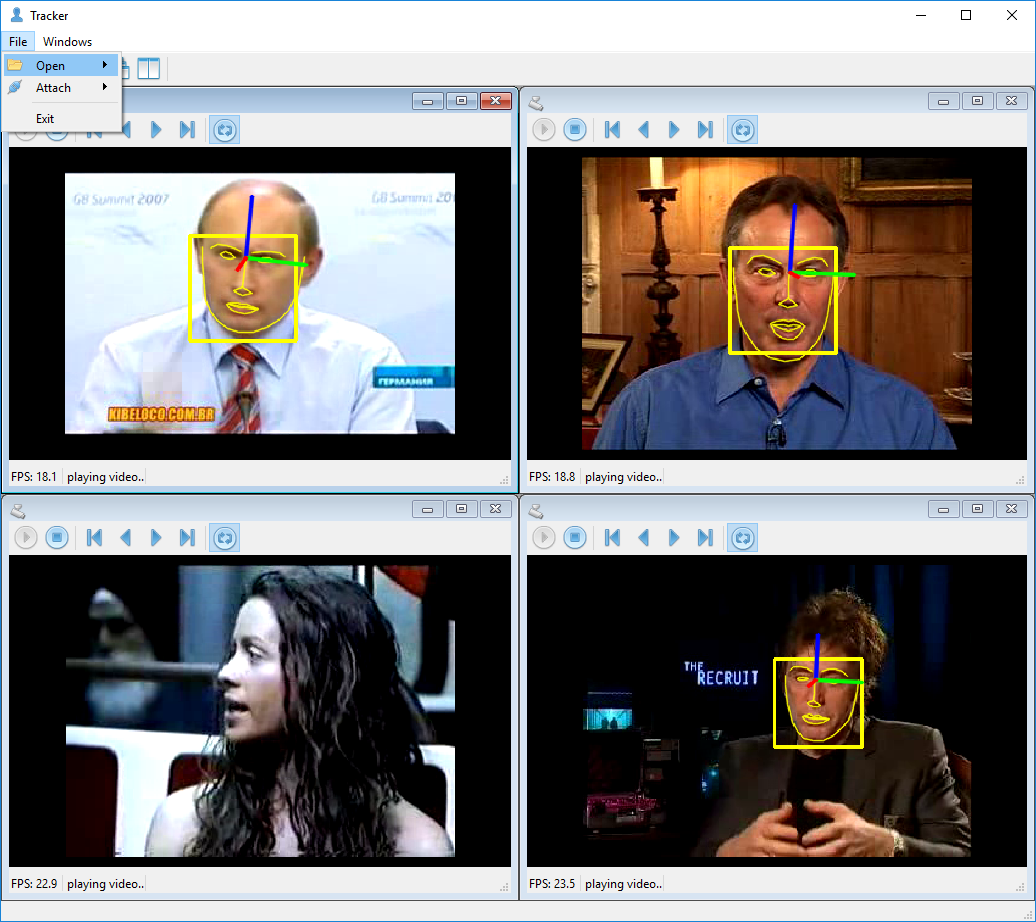 Tracker
File Windows
Open
Attach
Exit
G8 Summit 2007
G8 Summit 20
ГЕРМАНИЯ
KIBELOCO.COM.BR
FPS: 18.1 playing video..
FPS: 18.8 playing video..
THE
RECRUIT
FPS: 22.9 playing video..
FPS: 23.5 playing video..